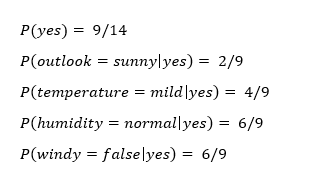 P(yes) = 9/14
P(outlook = sunny|yes) = 2/9
P(temperature = mild|yes) = 4/9
P(humidity = normal|yes) = 6/9
P(windy = false|yes) = 6/9